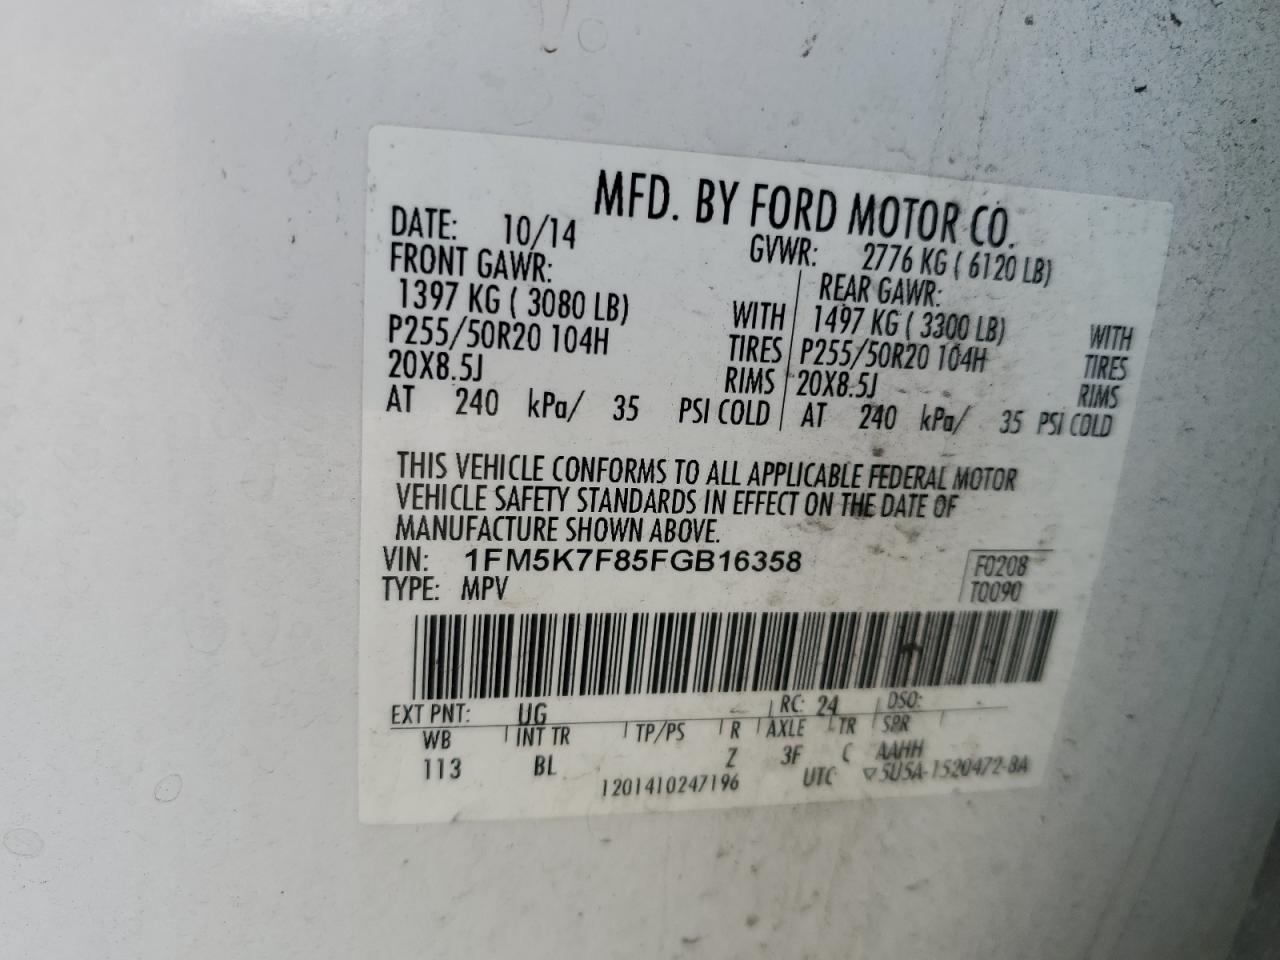 MFD. BY FORD MOTOR CO.
DATE: 10/14 GVWR: 2776 KG ( 6120 LB)
FRONT GAWR: REAR GAWR:
1397 KG ( 3080 LB) WITH 1497 KG ( 3300 LB) WITH
P255/50R20 104H TIRES P255/50R20 104H TIRES
20X8.5J RIMS 20X8.5J RIMS
AT 240 kPa/ 35 PSI COLD AT 240 kPa/ 35 PSI COLD
THIS VEHICLE CONFORMS TO ALL APPLICABLE FEDERAL MOTOR
VEHICLE SAFETY STANDARDS IN EFFECT ON THE DATE OF
MANUFACTURE SHOWN ABOVE.
VIN: 1FM5K7F85FGB16358 F0208
TYPE: MPV T0090
EXT PNT: UG RC: 24 DSO:
WB INT TR TP/PS R AXLE TR SPR
113 BL Z 3F C AAHH
1201410247196 UTC ▽5U5A-1520472-BA